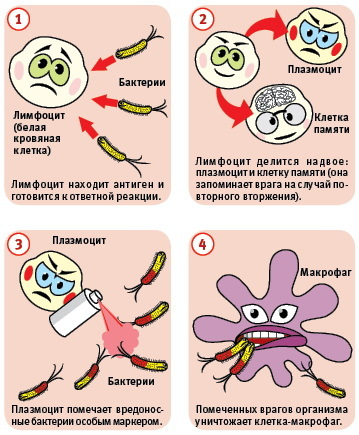 1
Бактерии
Лимфоцит
(белая
кровяная
клетка)
Лимфоцит находит антиген и
готовится к ответной реакции.
2
Плазмоцит
Клетка
памяти
Лимфоцит делится надвое:
плазмоцит и клетку памяти (она
запоминает врага на случай по-
вторного вторжения).
3
Плазмоцит
Бактерии
Плазмоцит помечает вредонос-
ные бактерии особым маркером.
4
Макрофаг
Помеченных врагов организма
уничтожает клетка-макрофаг.